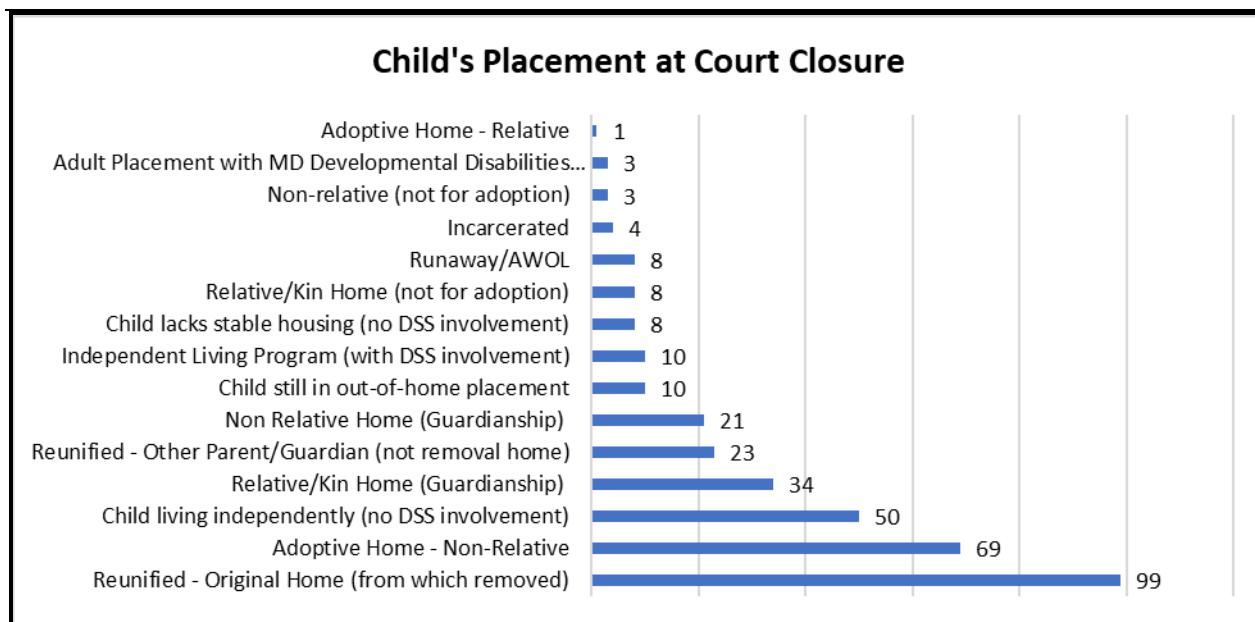 Child's Placement at Court Closure
Adoptive Home - Relative 1
Adult Placement with MD Developmental Disabilities... 3
Non-relative (not for adoption) 3
Incarcerated 4
Runaway/AWOL 8
Relative/Kin Home (not for adoption) 8
Child lacks stable housing (no DSS involvement) 8
Independent Living Program (with DSS involvement) 10
Child still in out-of-home placement 10
Non Relative Home (Guardianship) 21
Reunified - Other Parent/Guardian (not removal home) 23
Relative/Kin Home (Guardianship) 34
Child living independently (no DSS involvement) 50
Adoptive Home - Non-Relative 69
Reunified - Original Home (from which removed) 99